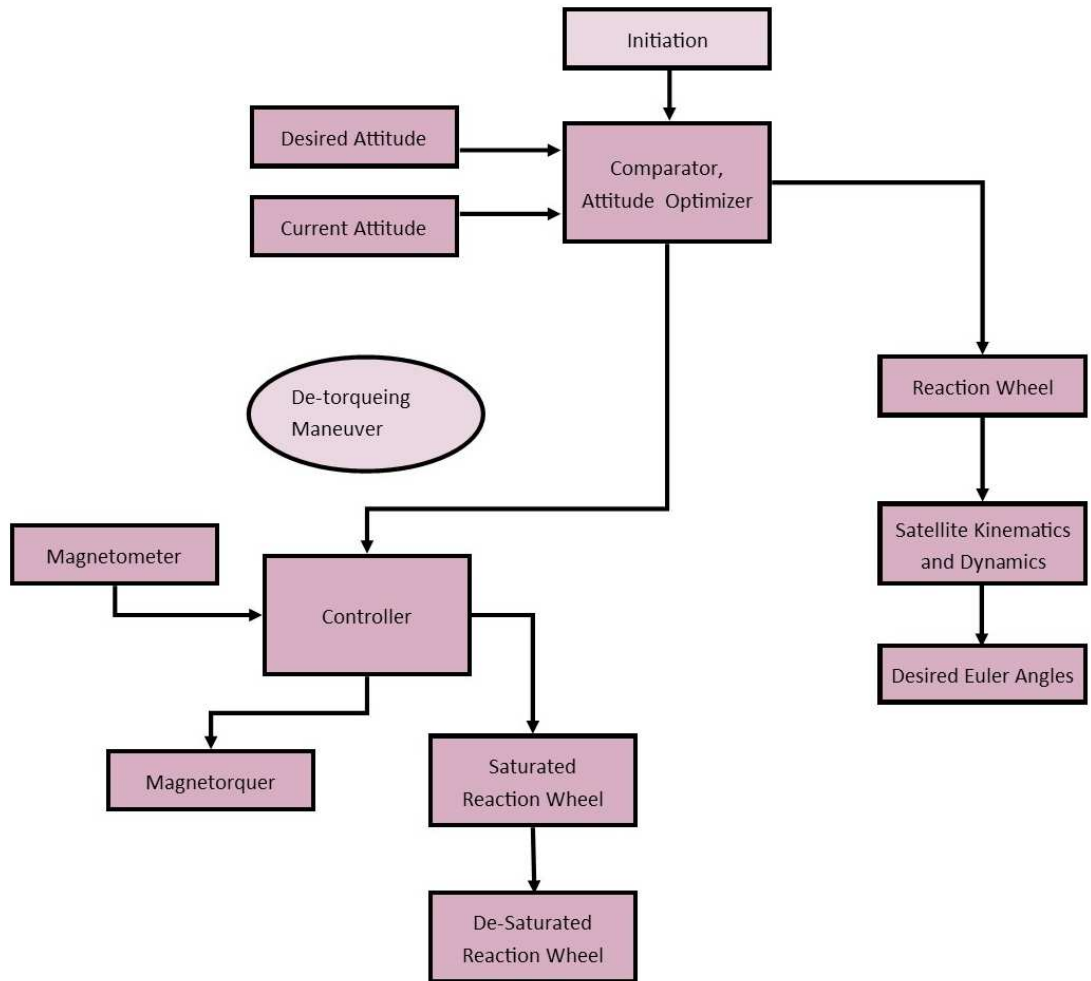 Initiation
Desired Attitude
Comparator,
Attitude Optimizer
Current Attitude
De-torqueing
Maneuver
Reaction Wheel
Magnetometer
Satellite Kinematics
and Dynamics
Controller
Desired Euler Angles
Magnetorquer
Saturated
Reaction Wheel
De-Saturated
Reaction Wheel